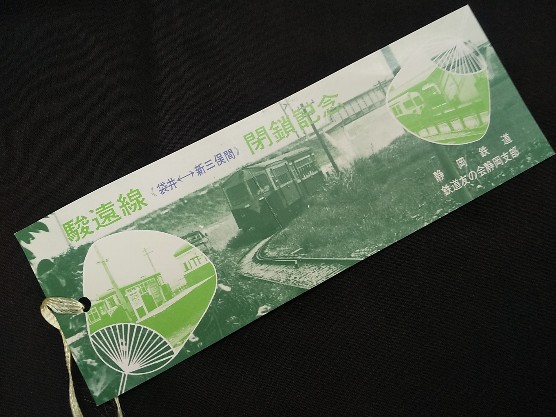 駿遠線
《袋井←→新三俣間》
閉鎖記念
静岡鉄道
鉄道友の会静岡支部